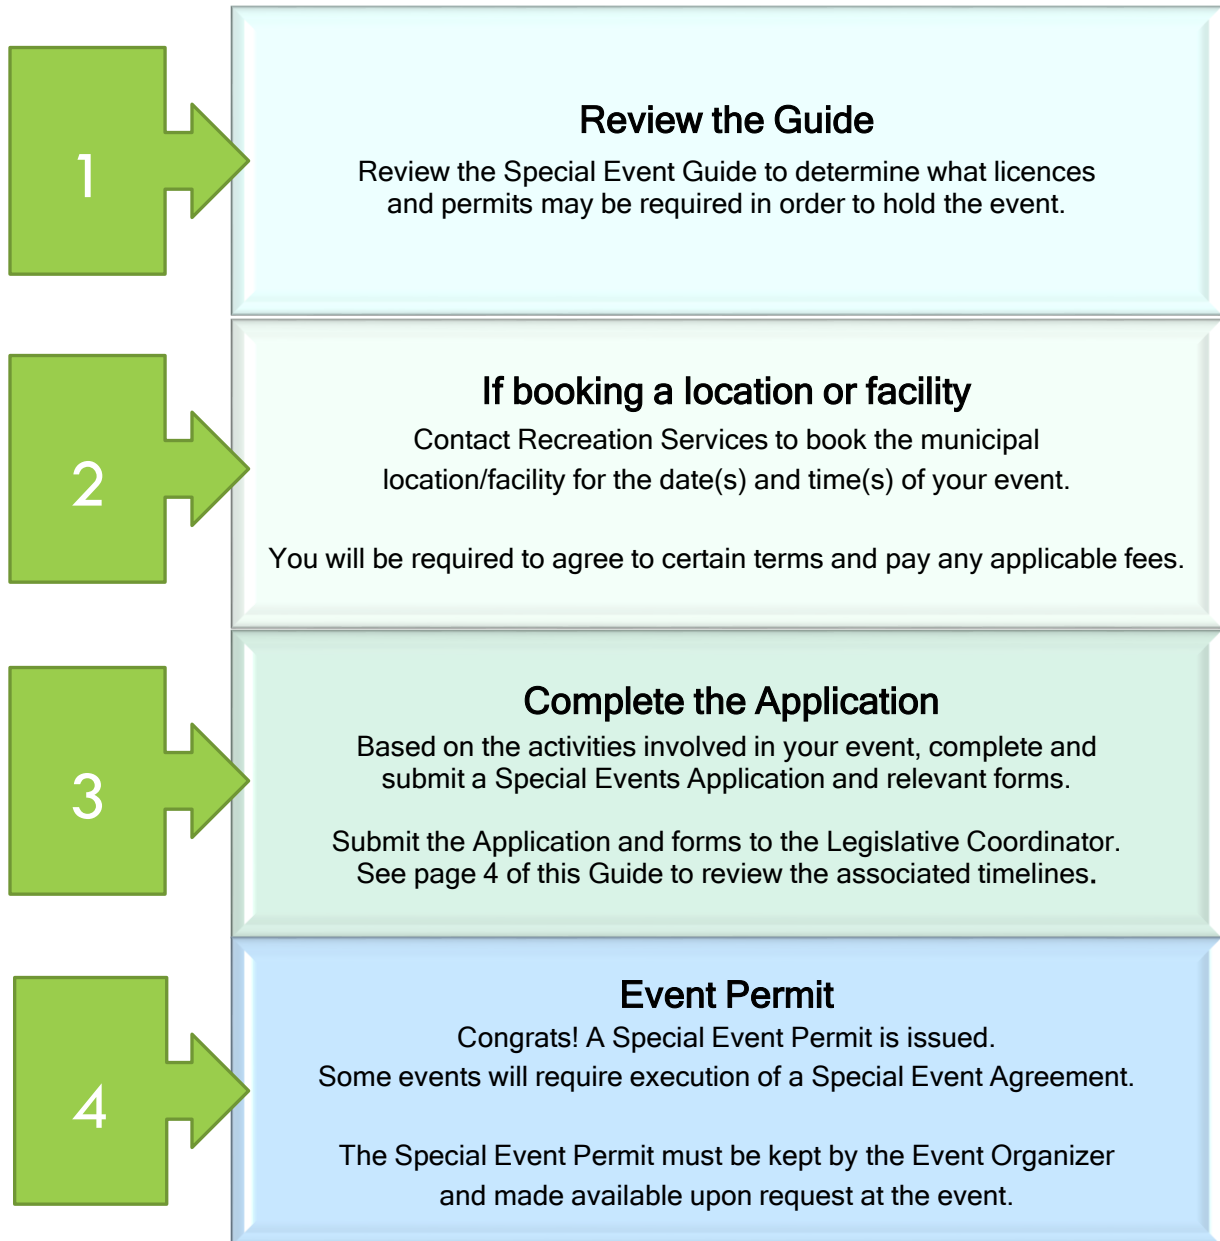 1
Review the Guide
Review the Special Event Guide to determine what licences
and permits may be required in order to hold the event.
2
If booking a location or facility
Contact Recreation Services to book the municipal
location/facility for the date(s) and time(s) of your event.
You will be required to agree to certain terms and pay any applicable fees.
3
Complete the Application
Based on the activities involved in your event, complete and
submit a Special Events Application and relevant forms.
Submit the Application and forms to the Legislative Coordinator.
See page 4 of this Guide to review the associated timelines.
4
Event Permit
Congrats! A Special Event Permit is issued.
Some events will require execution of a Special Event Agreement.
The Special Event Permit must be kept by the Event Organizer
and made available upon request at the event.